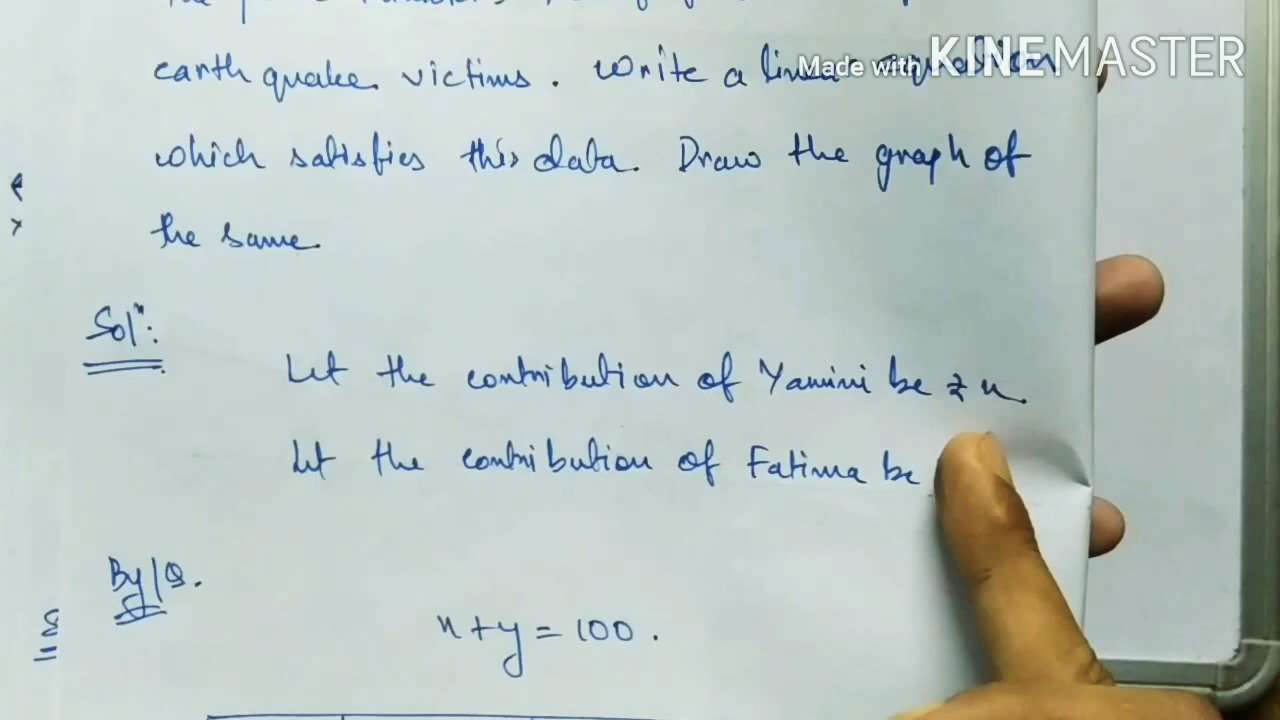 earth quake victims. Write a linear equation
Made with KINEMASTER
which satisfies this data. Draw the graph of
the same.
Solⁿ:
Let the contribution of Yamini be ₹ x.
Let the contribution of Fatima be
By/Q.
x + y = 100.